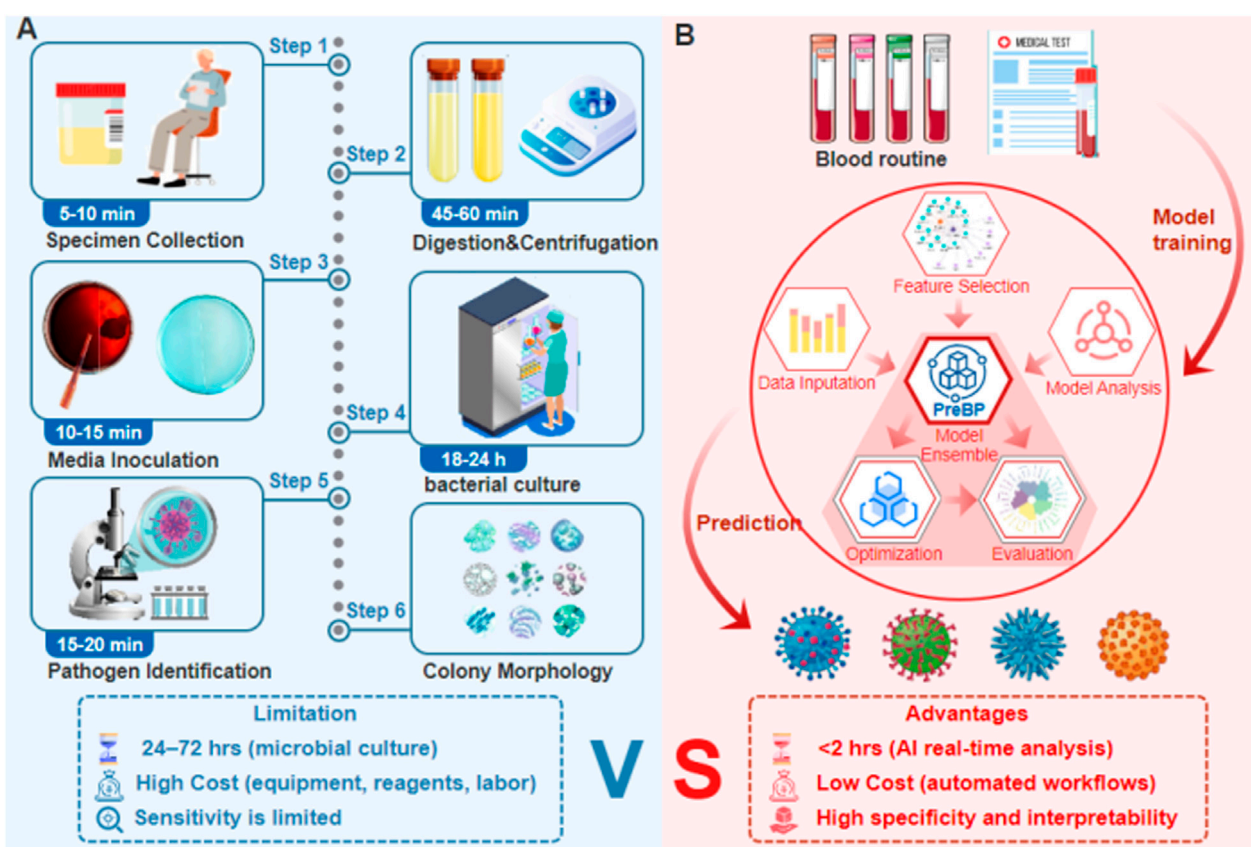 A
Step 1
5-10 min
Specimen Collection
Step 2
45-60 min
Digestion&Centrifugation
Step 3
10-15 min
Media Inoculation
Step 4
18-24 h
bacterial culture
Step 5
15-20 min
Pathogen Identification
Step 6
Colony Morphology
Limitation
24–72 hrs (microbial culture)
High Cost (equipment, reagents, labor)
Sensitivity is limited
V
S
B
Blood routine
MEDICAL TEST
Model
training
Feature Selection
Data Inputation
Model Analysis
PreBP
Model
Ensemble
Optimization
Evaluation
Prediction
Advantages
<2 hrs (AI real-time analysis)
Low Cost (automated workflows)
High specificity and interpretability